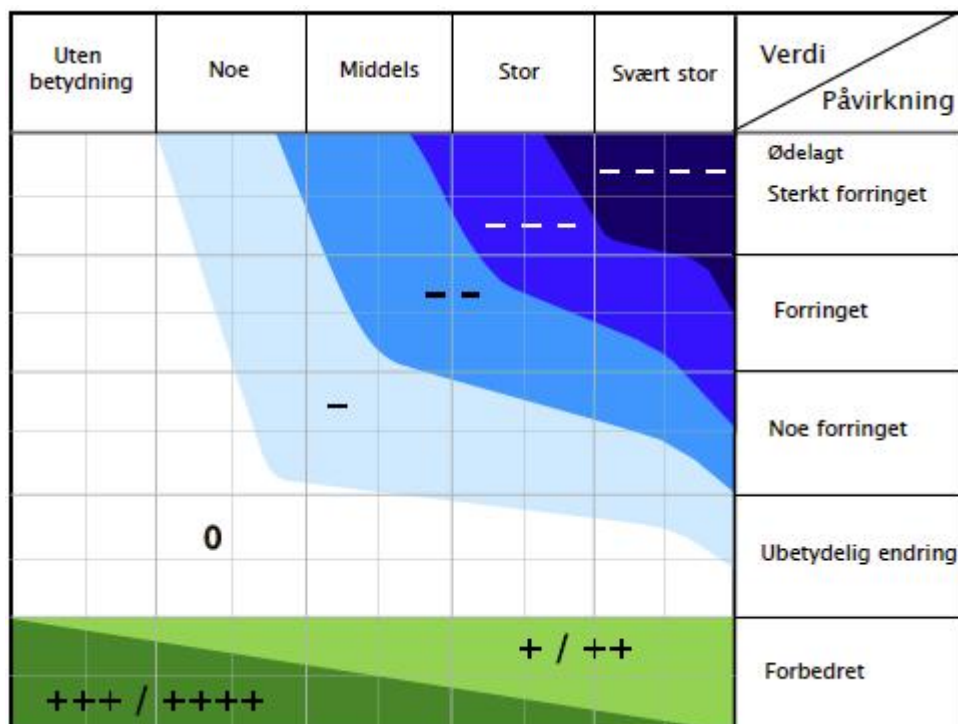 Uten
betydning
Noe
Middels
Stor
Svært stor
Verdi
Påvirkning
Ødelagt
Sterkt forringet
– – – –
– – –
Forringet
– –
Noe forringet
–
Ubetydelig endring
0
Forbedret
+ / ++
+++ / ++++